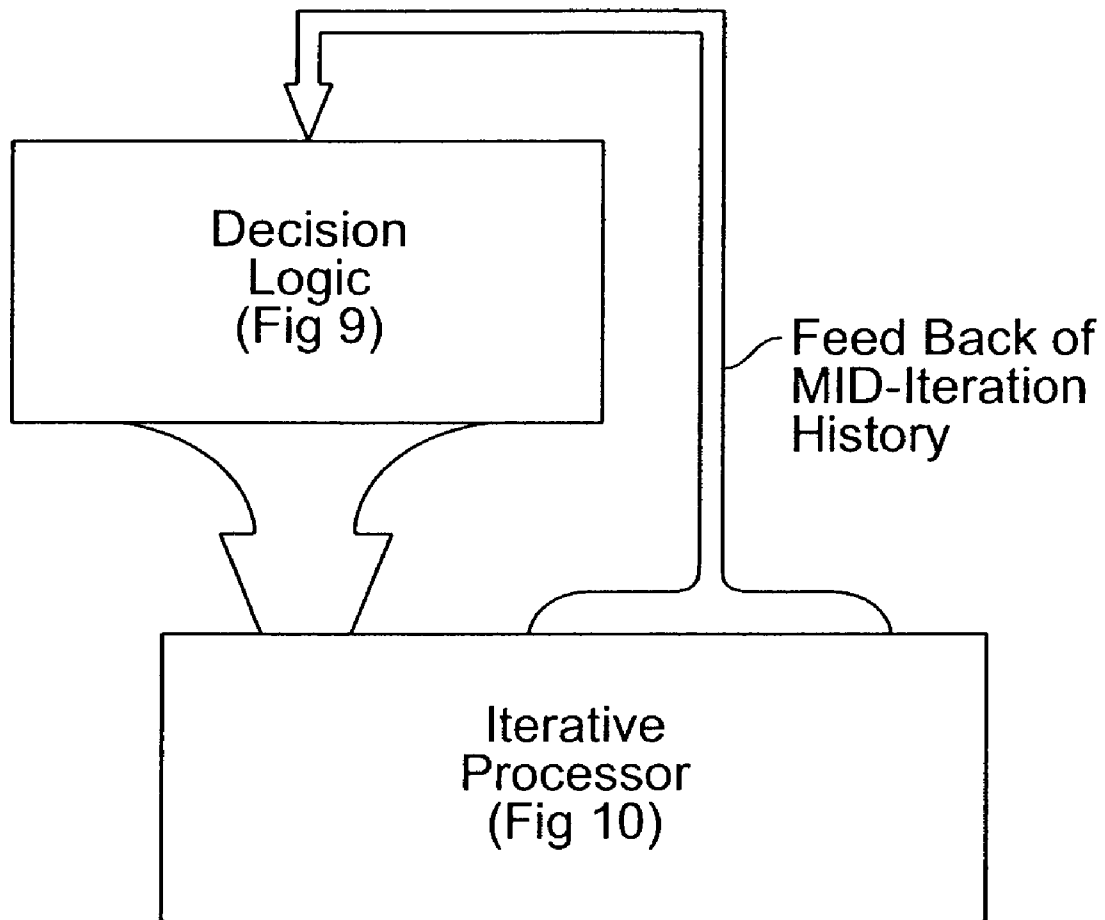 Decision
Logic
(Fig 9)
Feed Back of
MID-Iteration
History
Iterative
Processor
(Fig 10)